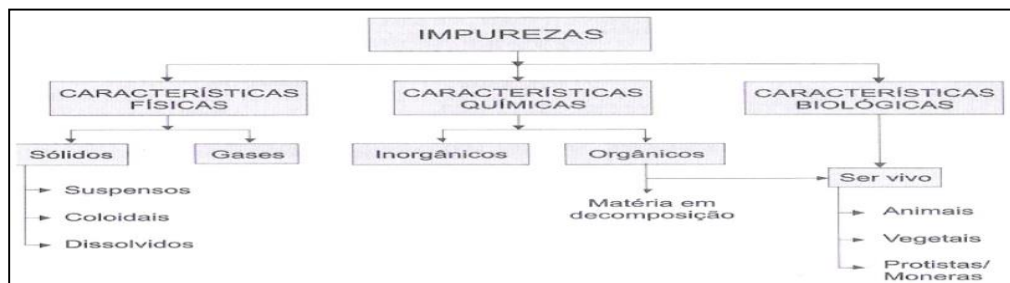 IMPUREZAS
CARACTERÍSTICAS
FÍSICAS
CARACTERÍSTICAS
QUÍMICAS
CARACTERÍSTICAS
BIOLÓGICAS
Sólidos
Gases
Inorgânicos
Orgânicos
Ser vivo
Suspensos
Coloidais
Dissolvidos
Matéria em
decomposição
Animais
Vegetais
Protistas/
Moneras